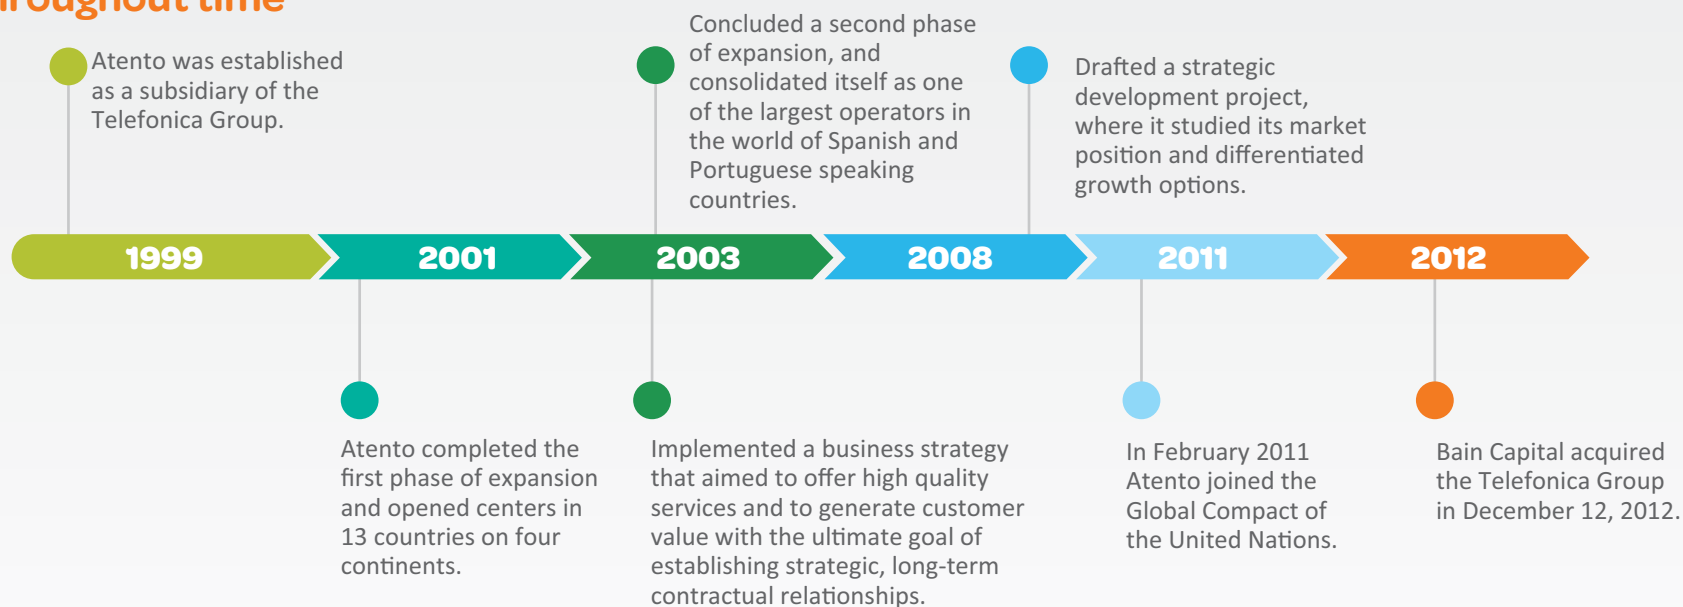 throughout time
Atento was established
as a subsidiary of the
Telefonica Group.
Concluded a second phase
of expansion, and
consolidated itself as one
of the largest operators in
the world of Spanish and
Portuguese speaking
countries.
Drafted a strategic
development project,
where it studied its market
position and differentiated
growth options.
1999
2001
2003
2008
2011
2012
Atento completed the
first phase of expansion
and opened centers in
13 countries on four
continents.
Implemented a business strategy
that aimed to offer high quality
services and to generate customer
value with the ultimate goal of
establishing strategic, long-term
contractual relationships.
In February 2011
Atento joined the
Global Compact of
the United Nations.
Bain Capital acquired
the Telefonica Group
in December 12, 2012.